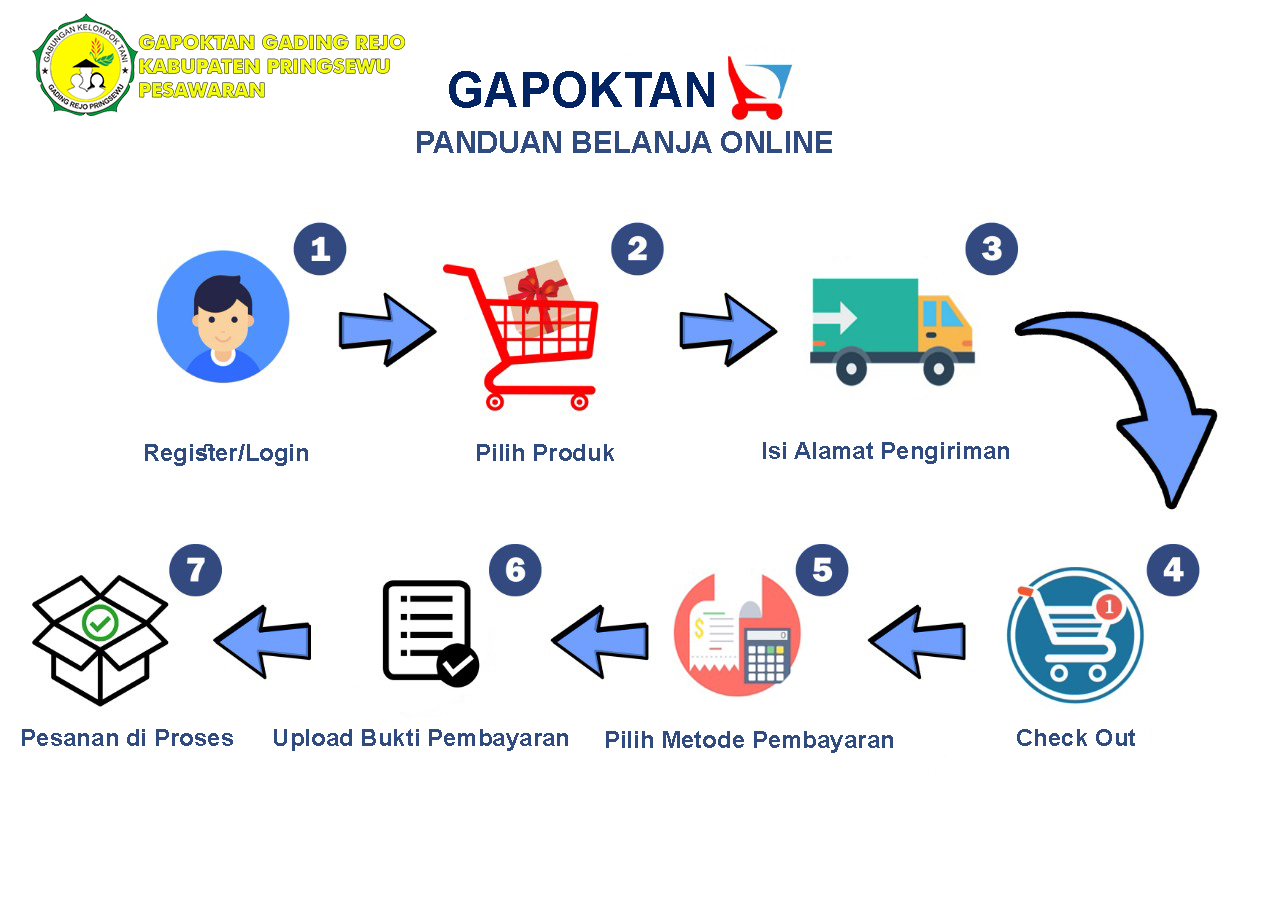 GABUNGAN KELOMPOK TANI
GADING REJO PRINGSEWU
GAPOKTAN GADING REJO
KABUPATEN PRINGSEWU
PESAWARAN
GAPOKTAN
PANDUAN BELANJA ONLINE
1
2
3
Register/Login
Pilih Produk
Isi Alamat Pengiriman
7
6
5
4
$
0
1
Pesanan di Proses
Upload Bukti Pembayaran
Pilih Metode Pembayaran
Check Out